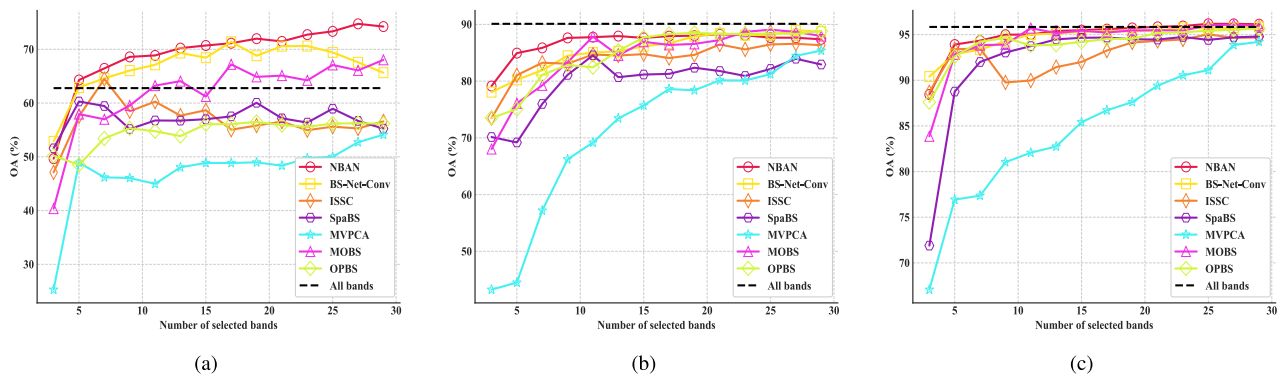 OA (%)
70
60
50
40
30
0
5
10
15
20
25
30
Number of selected bands
NBAN
BS-Net-Conv
ISSC
SpaBS
MVPCA
MOBS
OPBS
All bands
(a)
OA (%)
90
80
70
60
50
0
5
10
15
20
25
30
Number of selected bands
NBAN
BS-Net-Conv
ISSC
SpaBS
MVPCA
MOBS
OPBS
All bands
(b)
OA (%)
95
90
85
80
75
70
0
5
10
15
20
25
30
Number of selected bands
NBAN
BS-Net-Conv
ISSC
SpaBS
MVPCA
MOBS
OPBS
All bands
(c)